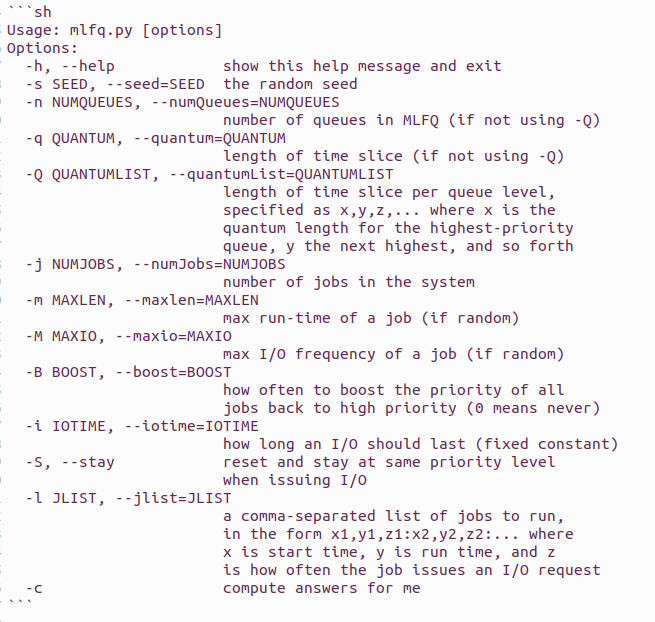 ```sh
Usage: mlfq.py [options]
Options:
  -h, --help            show this help message and exit
  -s SEED, --seed=SEED  the random seed
  -n NUMQUEUES, --numQueues=NUMQUEUES
                        number of queues in MLFQ (if not using -Q)
  -q QUANTUM, --quantum=QUANTUM
                        length of time slice (if not using -Q)
  -Q QUANTUMLIST, --quantumList=QUANTUMLIST
                        length of time slice per queue level,
                        specified as x,y,z,... where x is the
                        quantum length for the highest-priority
                        queue, y the next highest, and so forth
  -j NUMJOBS, --numJobs=NUMJOBS
                        number of jobs in the system
  -m MAXLEN, --maxlen=MAXLEN
                        max run-time of a job (if random)
  -M MAXIO, --maxio=MAXIO
                        max I/O frequency of a job (if random)
  -B BOOST, --boost=BOOST
                        how often to boost the priority of all
                        jobs back to high priority (0 means never)
  -i IOTIME, --iotime=IOTIME
                        how long an I/O should last (fixed constant)
  -S, --stay            reset and stay at same priority level
                        when issuing I/O
  -l JLIST, --jlist=JLIST
                        a comma-separated list of jobs to run,
                        in the form x1,y1,z1:x2,y2,z2:... where
                        x is start time, y is run time, and z
                        is how often the job issues an I/O request
  -c                    compute answers for me
```